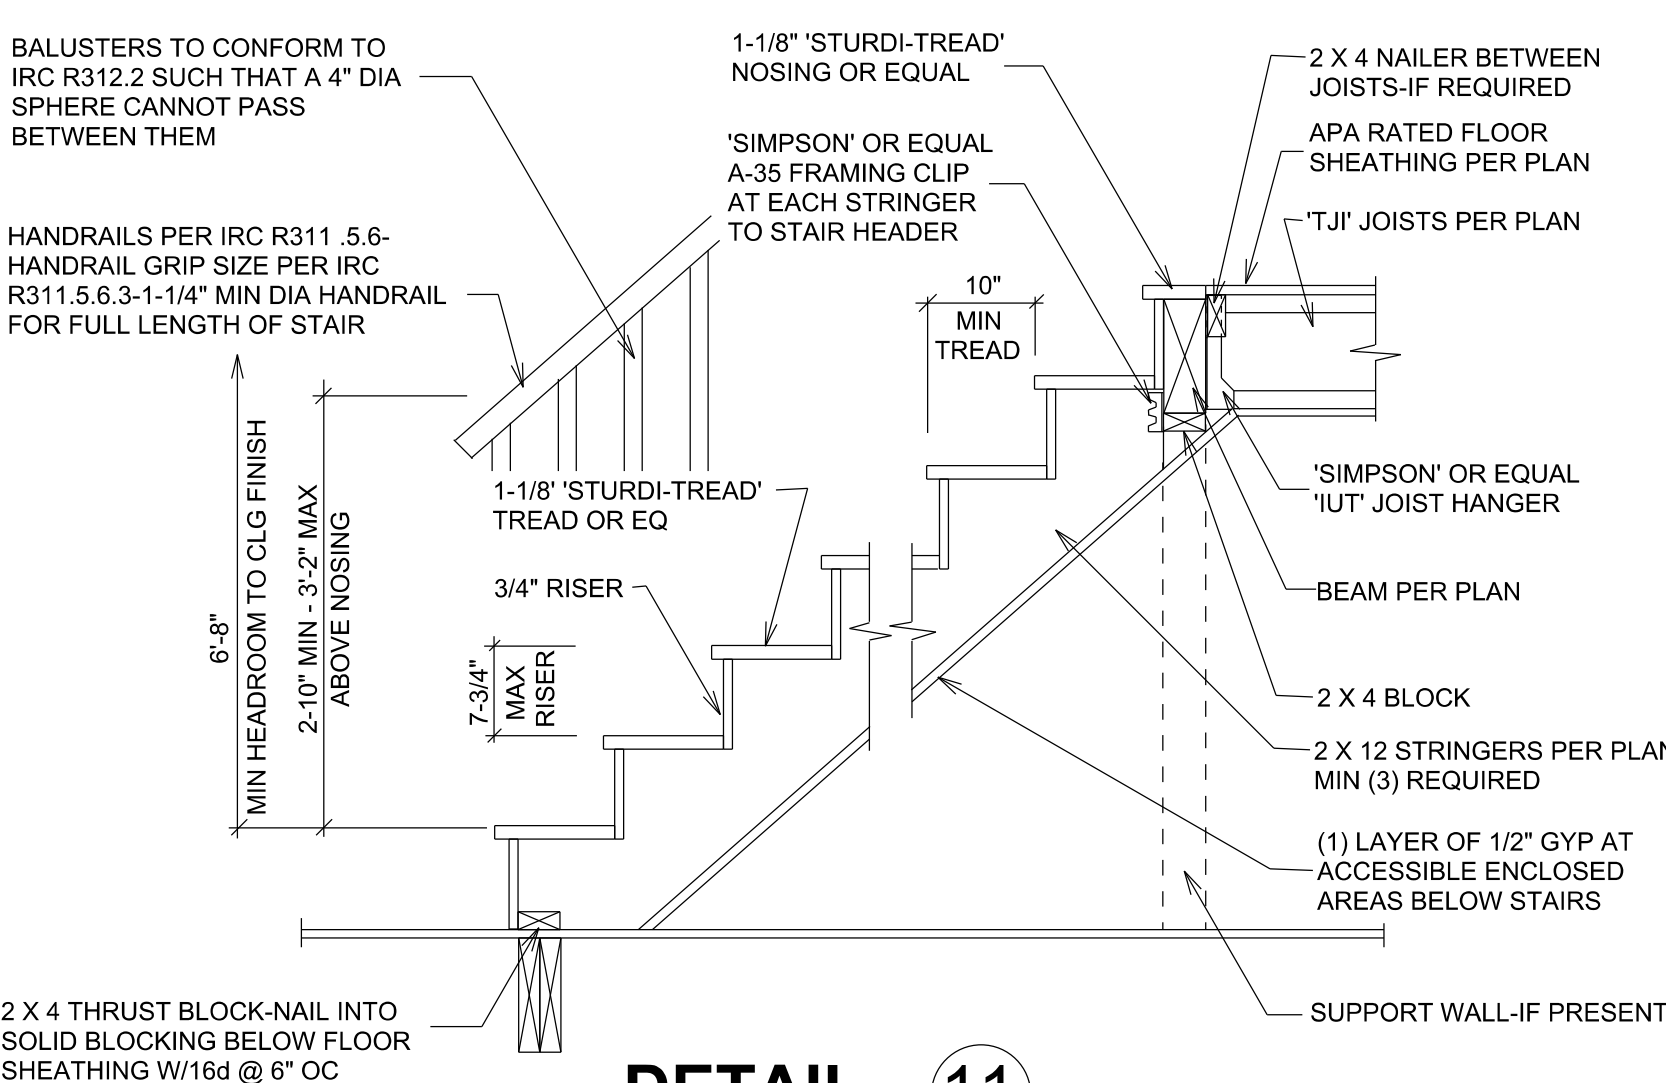 BALUSTERS TO CONFORM TO
IRC R312.2 SUCH THAT A 4" DIA
SPHERE CANNOT PASS
BETWEEN THEM
1-1/8" 'STURDI-TREAD'
NOSING OR EQUAL
2 X 4 NAILER BETWEEN
JOISTS-IF REQUIRED
APA RATED FLOOR
SHEATHING PER PLAN
'SIMPSON' OR EQUAL
A-35 FRAMING CLIP
AT EACH STRINGER
TO STAIR HEADER
'TJI' JOISTS PER PLAN
HANDRAILS PER IRC R311 .5.6-
HANDRAIL GRIP SIZE PER IRC
R311.5.6.3-1-1/4" MIN DIA HANDRAIL
FOR FULL LENGTH OF STAIR
10"
MIN
TREAD
6'-8"
MIN HEADROOM TO CLG FINISH
2-10" MIN - 3'-2" MAX
ABOVE NOSING
1-1/8' 'STURDI-TREAD'
TREAD OR EQ
3/4" RISER
7-3/4"
MAX
RISER
'SIMPSON' OR EQUAL
'IUT' JOIST HANGER
BEAM PER PLAN
2 X 4 BLOCK
2 X 12 STRINGERS PER PLAN
MIN (3) REQUIRED
(1) LAYER OF 1/2" GYP AT
ACCESSIBLE ENCLOSED
AREAS BELOW STAIRS
SUPPORT WALL-IF PRESENT
2 X 4 THRUST BLOCK-NAIL INTO
SOLID BLOCKING BELOW FLOOR
SHEATHING W/16d @ 6" OC
DETAIL 11